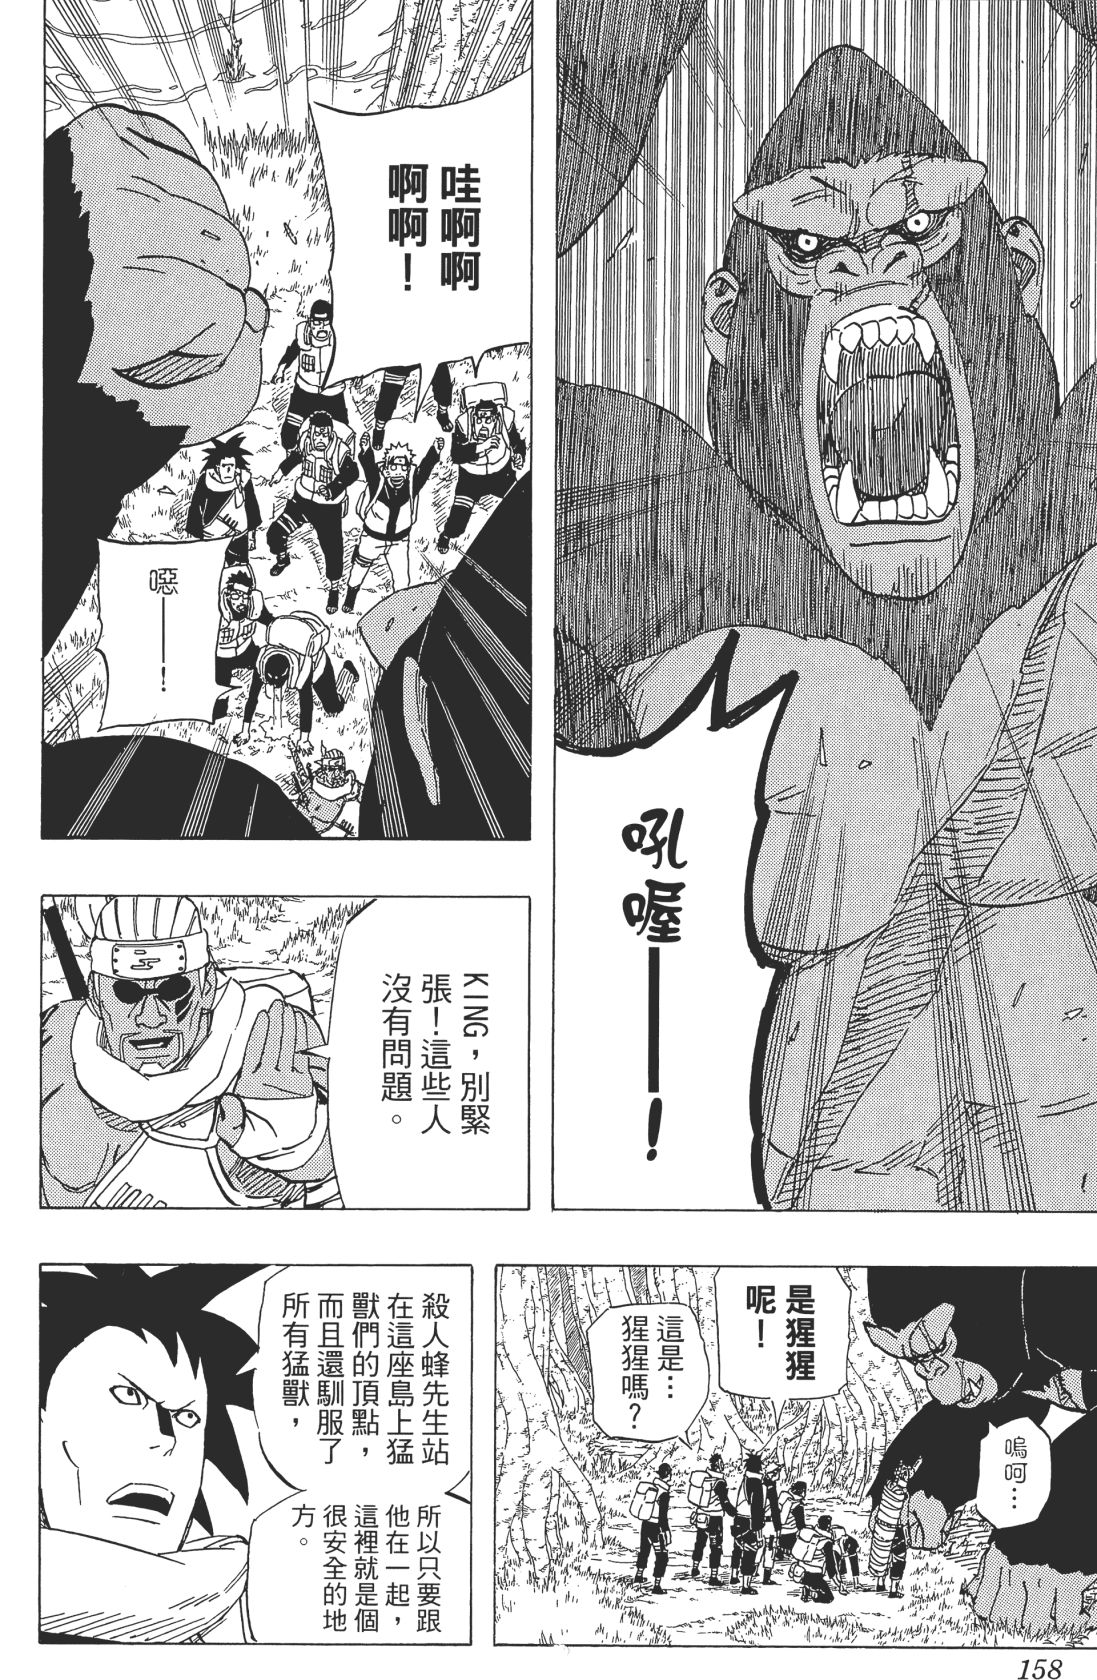 吼喔——！
哇啊啊
啊啊！
噁——！
KING，別緊
張！這些人
沒有問題。
是猩猩
呢！
這是…
猩猩嗎？
嗚呵…
殺人蜂先生站
在這座島上猛
獸們的頂點，
而且還馴服了
所有猛獸，
所以只要跟
他在一起，
這裡就是個
很安全的地
方。
158